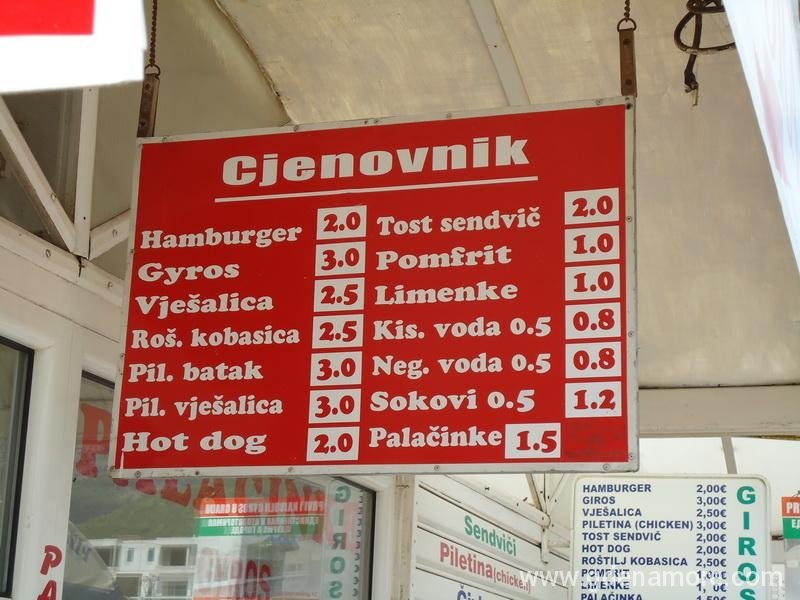 Cjenovnik
Hamburger 2.0
Gyros 3.0
Vješalica 2.5
Roš. kobasica 2.5
Pil. batak 3.0
Pil. vješalica 3.0
Hot dog 2.0
Tost sendvič 2.0
Pomfrit 1.0
Limenke 1.0
Kis. voda 0.5 0.8
Neg. voda 0.5 0.8
Sokovi 0.5 1.2
Palačinke 1.5
Sendviči
Piletina (chicken)
HAMBURGER 2,00€
GIROS 3,00€
VJEŠALICA 2,50€
PILETINA (CHICKEN) 3,00€
TOST SENDVIČ 2,00€
HOT DOG 2,00€
ROŠTILJ KOBASICA 2,50€
POMFRIT
LIMENKE
PALAČINKA
GIROS
GIROS